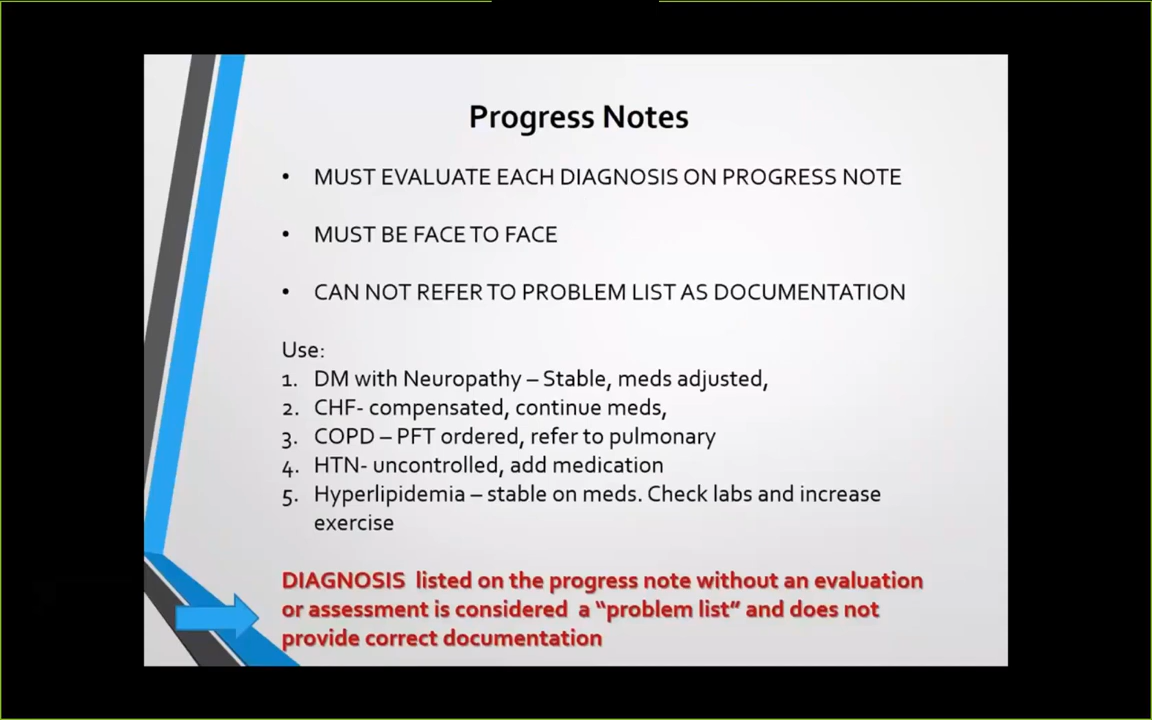 Progress Notes
• MUST EVALUATE EACH DIAGNOSIS ON PROGRESS NOTE
• MUST BE FACE TO FACE
• CAN NOT REFER TO PROBLEM LIST AS DOCUMENTATION
Use:
1. DM with Neuropathy – Stable, meds adjusted,
2. CHF- compensated, continue meds,
3. COPD – PFT ordered, refer to pulmonary
4. HTN- uncontrolled, add medication
5. Hyperlipidemia – stable on meds. Check labs and increase
exercise
DIAGNOSIS listed on the progress note without an evaluation
or assessment is considered a “problem list” and does not
provide correct documentation